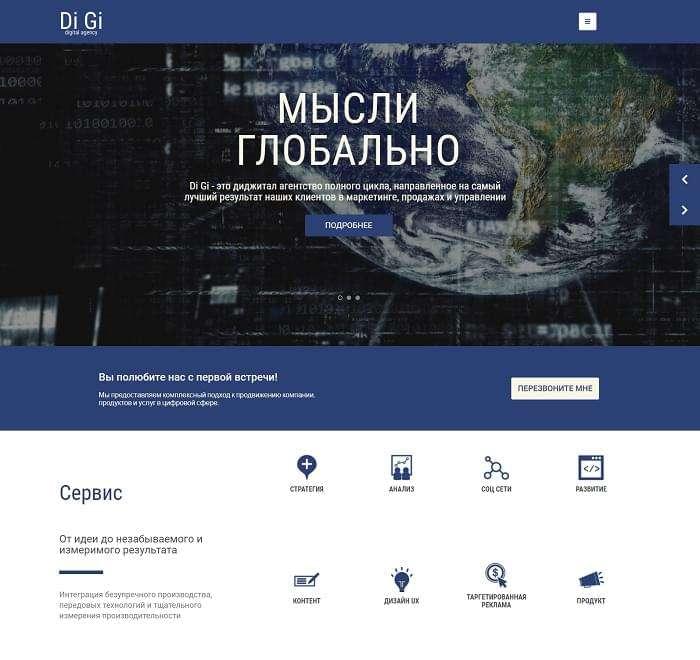 Di Gi
digital agency
МЫСЛИ
ГЛОБАЛЬНО
Di Gi - это диджитал агентство полного цикла, направленное на самый
лучший результат наших клиентов в маркетинге, продажах и управлении
ПОДРОБНЕЕ
Вы полюбите нас с первой встречи!
Мы предоставляем комплексный подход к продвижению компании.
продуктов и услуг в цифровой сфере.
ПЕРЕЗВОНИТЕ МНЕ
Сервис
От идеи до незабываемого и
измеримого результата
Интеграция безупречного производства,
передовых технологий и тщательного
измерения производительности
СТРАТЕГИЯ
АНАЛИЗ
СОЦ СЕТИ
РАЗВИТИЕ
КОНТЕНТ
ДИЗАЙН UX
ТАРГЕТИРОВАННАЯ
РЕКЛАМА
ПРОДУКТ